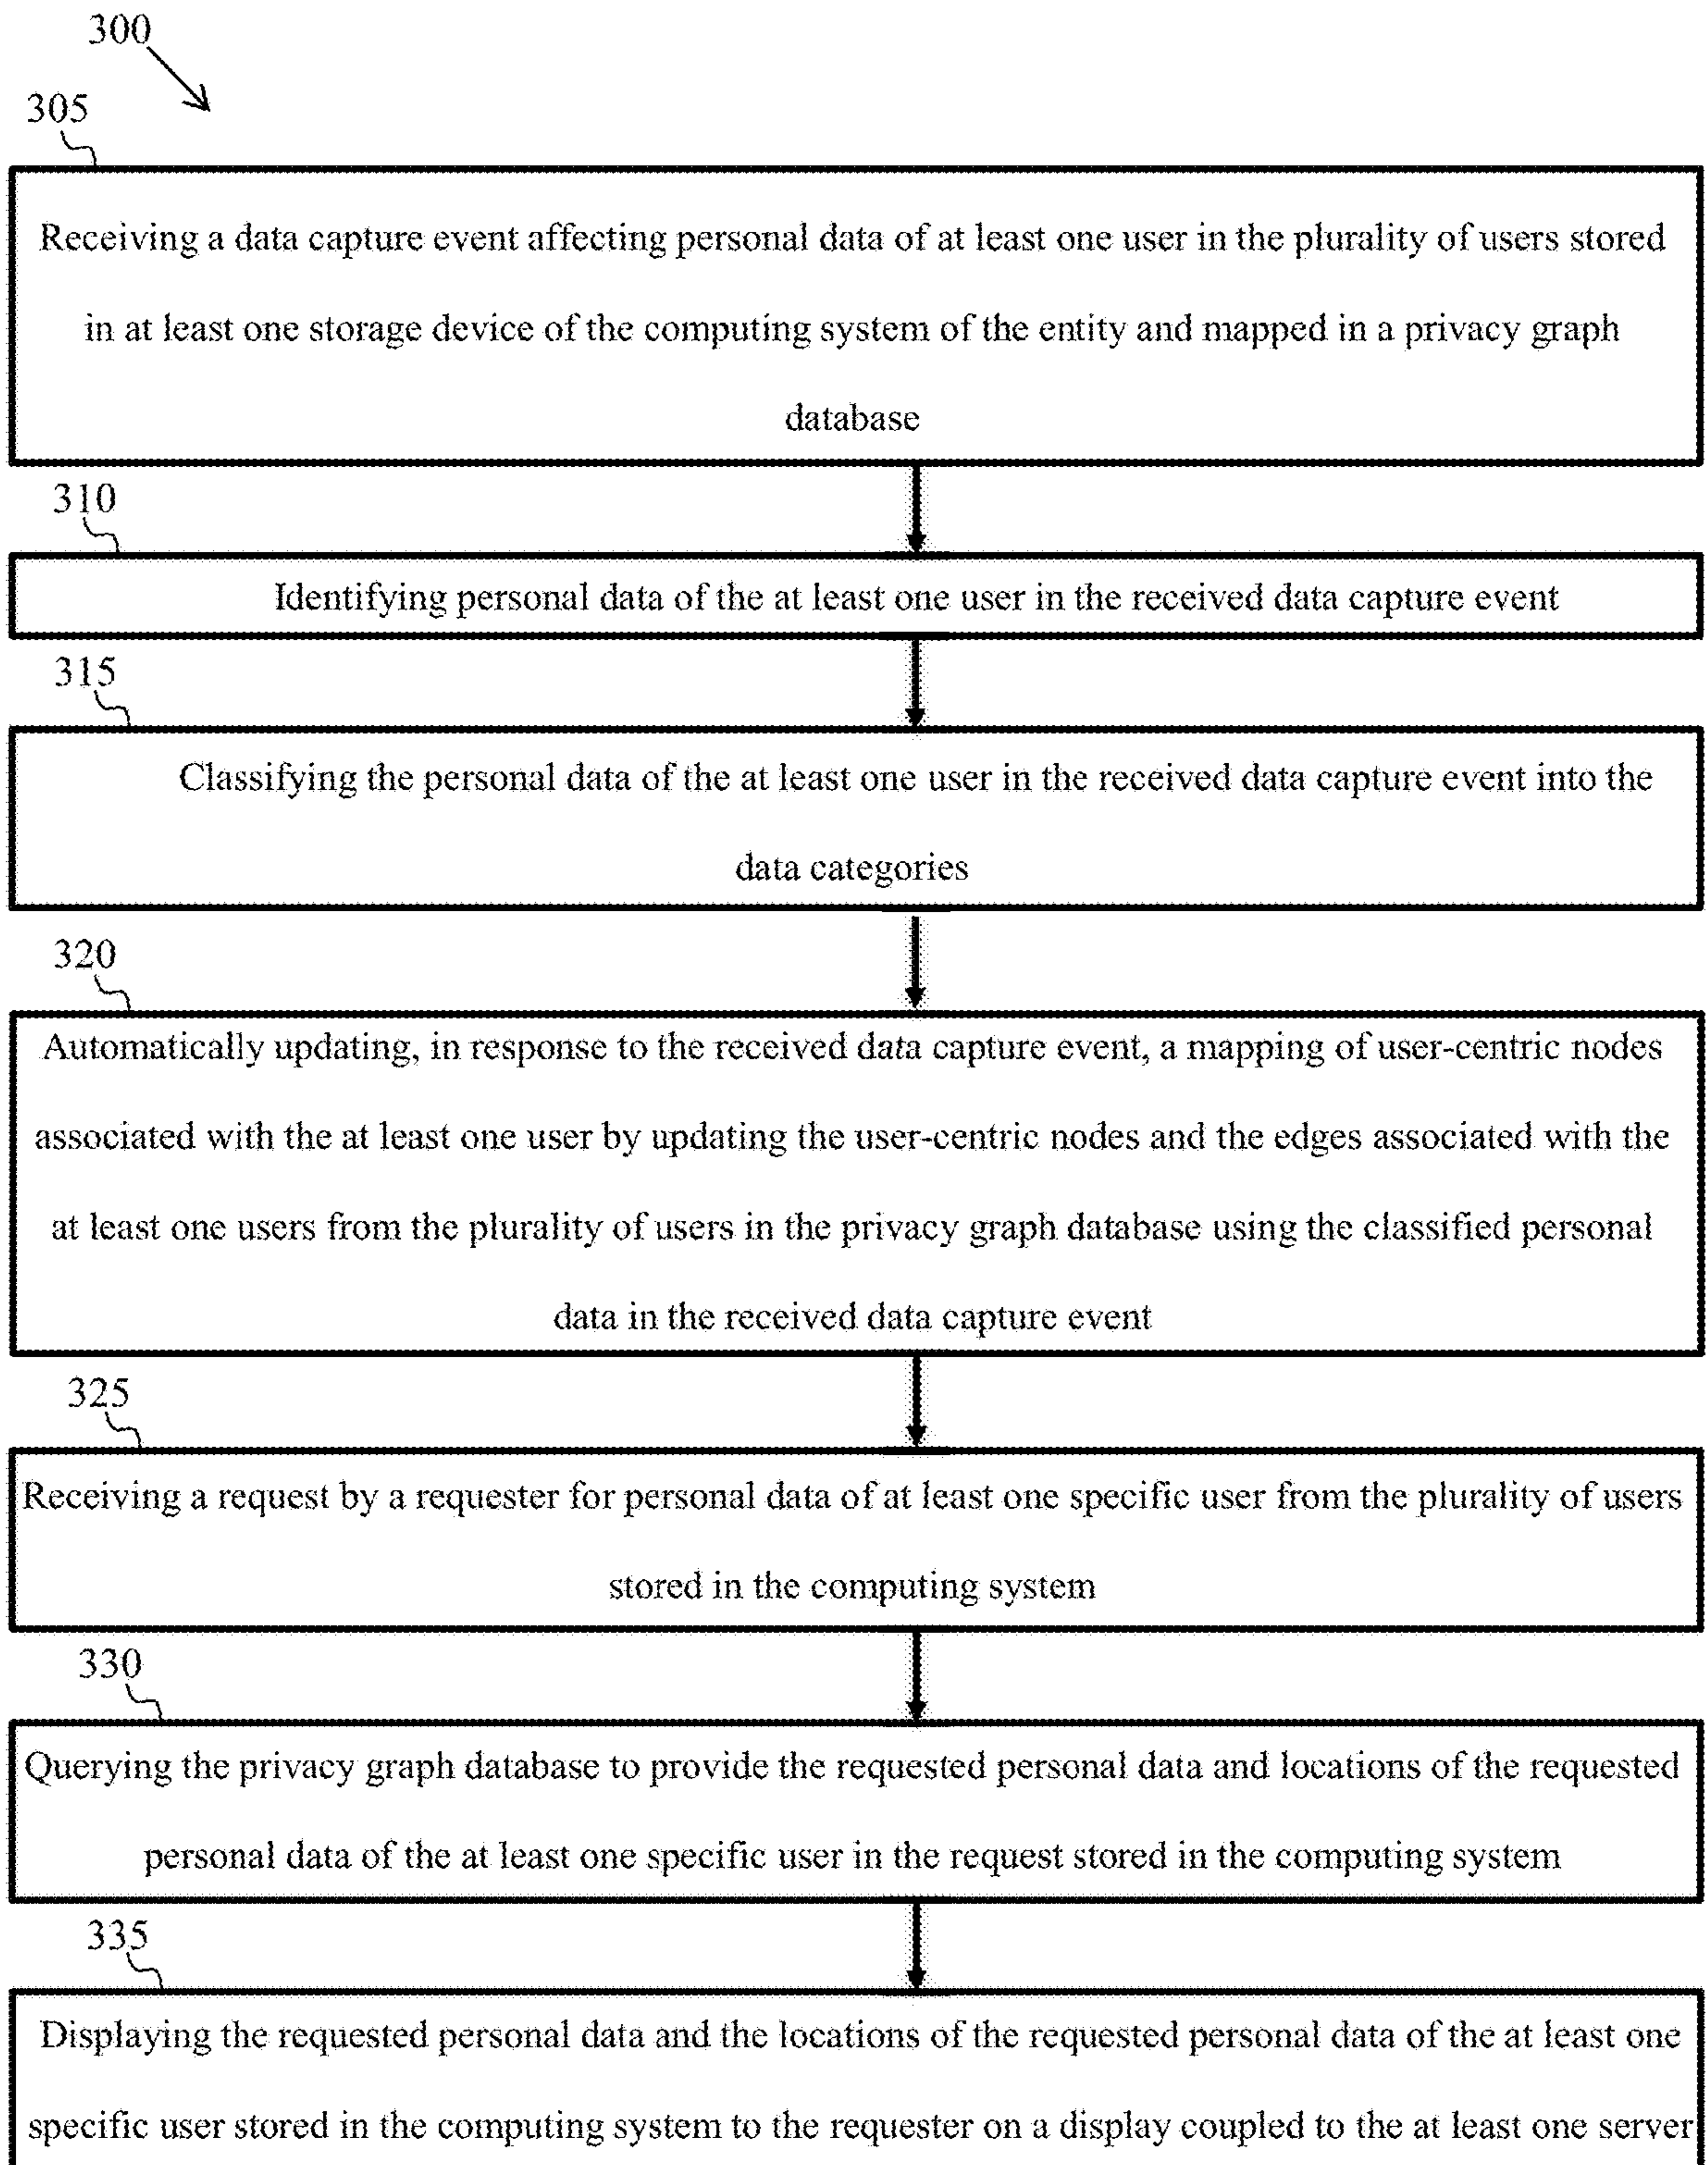 300
305
Receiving a data capture event affecting personal data of at least one user in the plurality of users stored
in at least one storage device of the computing system of the entity and mapped in a privacy graph
database
310
Identifying personal data of the at least one user in the received data capture event
315
Classifying the personal data of the at least one user in the received data capture event into the
data categories
320
Automatically updating, in response to the received data capture event, a mapping of user-centric nodes
associated with the at least one user by updating the user-centric nodes and the edges associated with the
at least one users from the plurality of users in the privacy graph database using the classified personal
data in the received data capture event
325
Receiving a request by a requester for personal data of at least one specific user from the plurality of users
stored in the computing system
330
Querying the privacy graph database to provide the requested personal data and locations of the requested
personal data of the at least one specific user in the request stored in the computing system
335
Displaying the requested personal data and the locations of the requested personal data of the at least one
specific user stored in the computing system to the requester on a display coupled to the at least one server